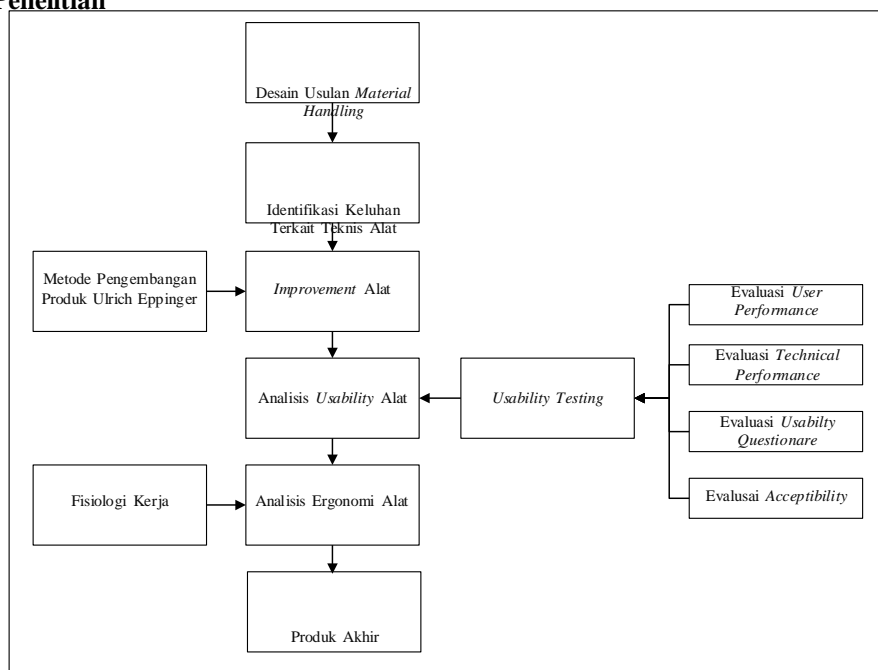 Penelitian
Desain Usulan Material
Handling
Identifikasi Keluhan
Terkait Teknis Alat
Metode Pengembangan
Produk Ulrich Eppinger
Improvement Alat
Evaluasi User
Performance
Evaluasi Technical
Performance
Analisis Usability Alat
Usability Testing
Evaluasi Usabilty
Questionare
Fisiologi Kerja
Analisis Ergonomi Alat
Evalusai Acceptibility
Produk Akhir